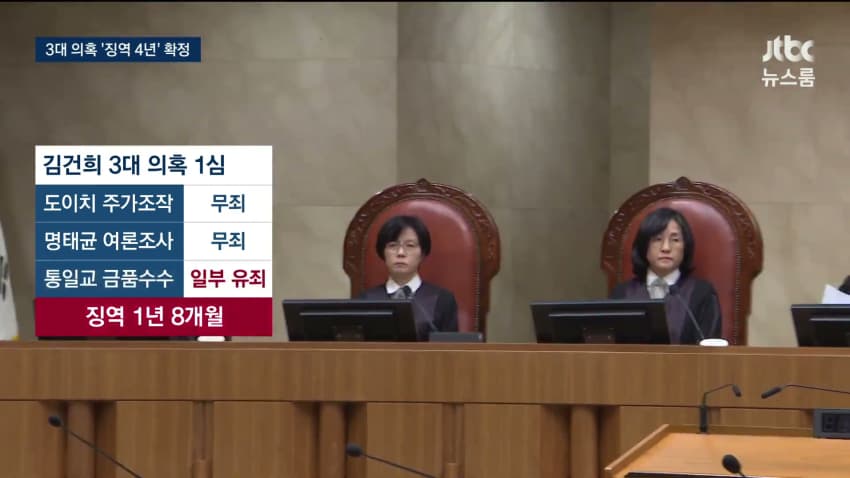 3대 의혹 '징역 4년' 확정
jtbc
뉴스룸
김건희 3대 의혹 1심
도이치 주가조작 무죄
명태균 여론조사 무죄
통일교 금품수수 일부 유죄
징역 1년 8개월